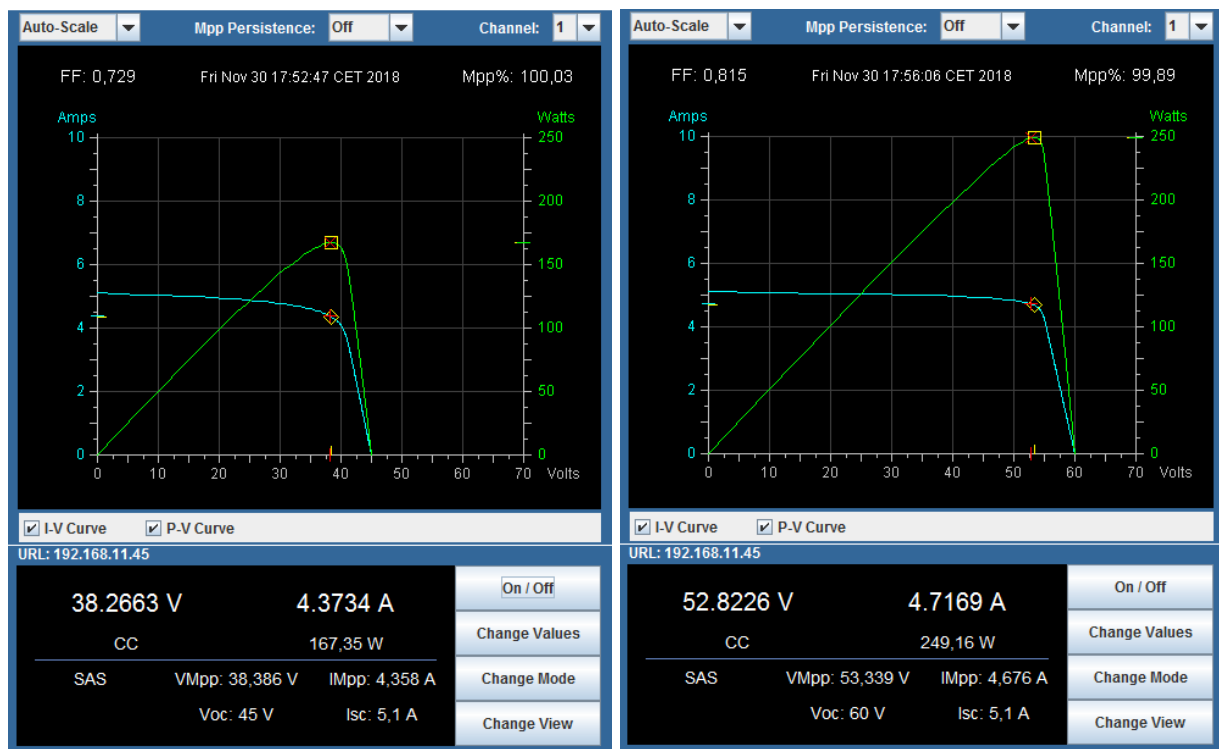 Auto-Scale Mpp Persistence: Off Channel: 1
FF: 0,729 Fri Nov 30 17:52:47 CET 2018 Mpp%: 100,03
Amps Watts
10 250
8 200
6 150
4 100
2 50
0 0
0 10 20 30 40 50 60 70 Volts
I-V Curve P-V Curve
URL: 192.168.11.45
38.2663 V 4.3734 A
CC 167,35 W
SAS VMpp: 38,386 V IMpp: 4,358 A
Voc: 45 V Isc: 5,1 A
On / Off
Change Values
Change Mode
Change View
Auto-Scale Mpp Persistence: Off Channel: 1
FF: 0,815 Fri Nov 30 17:56:06 CET 2018 Mpp%: 99,89
Amps Watts
10 250
8 200
6 150
4 100
2 50
0 0
0 10 20 30 40 50 60 70 Volts
I-V Curve P-V Curve
URL: 192.168.11.45
52.8226 V 4.7169 A
CC 249,16 W
SAS VMpp: 53,339 V IMpp: 4,676 A
Voc: 60 V Isc: 5,1 A
On / Off
Change Values
Change Mode
Change View